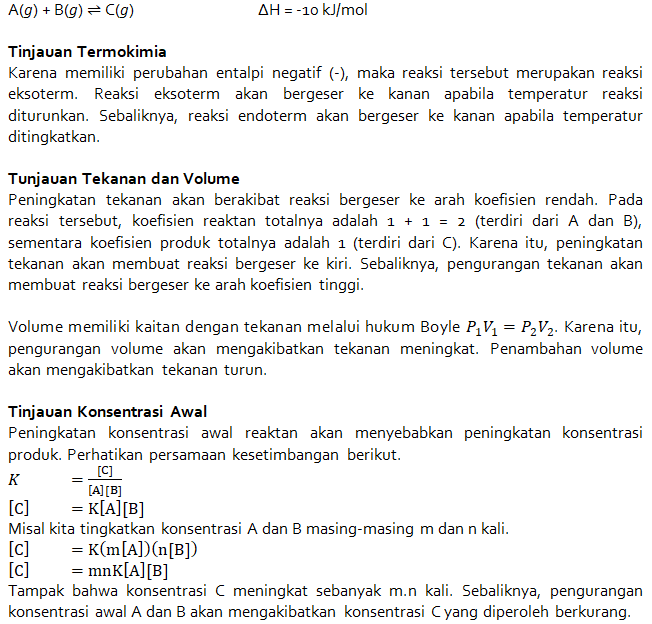 A(g) + B(g) ⇌ C(g) ΔH = -10 kJ/mol
Tinjauan Termokimia
Karena memiliki perubahan entalpi negatif (-), maka reaksi tersebut merupakan reaksi
eksoterm. Reaksi eksoterm akan bergeser ke kanan apabila temperatur reaksi
diturunkan. Sebaliknya, reaksi endoterm akan bergeser ke kanan apabila temperatur
ditingkatkan.
Tunjauan Tekanan dan Volume
Peningkatan tekanan akan berakibat reaksi bergeser ke arah koefisien rendah. Pada
reaksi tersebut, koefisien reaktan totalnya adalah 1 + 1 = 2 (terdiri dari A dan B),
sementara koefisien produk totalnya adalah 1 (terdiri dari C). Karena itu, peningkatan
tekanan akan membuat reaksi bergeser ke kiri. Sebaliknya, pengurangan tekanan akan
membuat reaksi bergeser ke arah koefisien tinggi.
Volume memiliki kaitan dengan tekanan melalui hukum Boyle P₁V₁ = P₂V₂. Karena itu,
pengurangan volume akan mengakibatkan tekanan meningkat. Penambahan volume
akan mengakibatkan tekanan turun.
Tinjauan Konsentrasi Awal
Peningkatan konsentrasi awal reaktan akan menyebabkan peningkatan konsentrasi
produk. Perhatikan persamaan kesetimbangan berikut.
K = [C]/[A][B]
[C] = K[A][B]
Misal kita tingkatkan konsentrasi A dan B masing-masing m dan n kali.
[C] = K(m[A])(n[B])
[C] = mnK[A][B]
Tampak bahwa konsentrasi C meningkat sebanyak m.n kali. Sebaliknya, pengurangan
konsentrasi awal A dan B akan mengakibatkan konsentrasi C yang diperoleh berkurang.